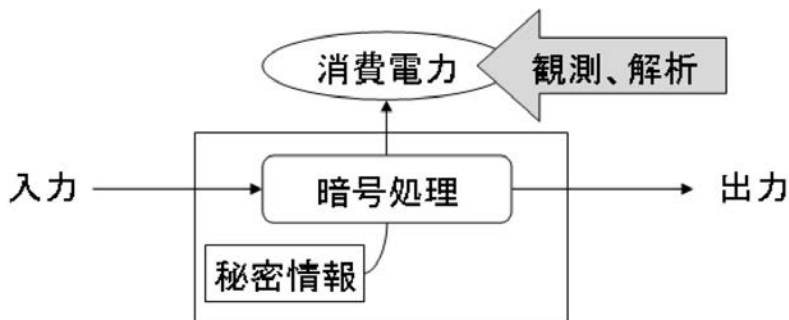 消費電力
観測、解析
入力
暗号処理
出力
秘密情報